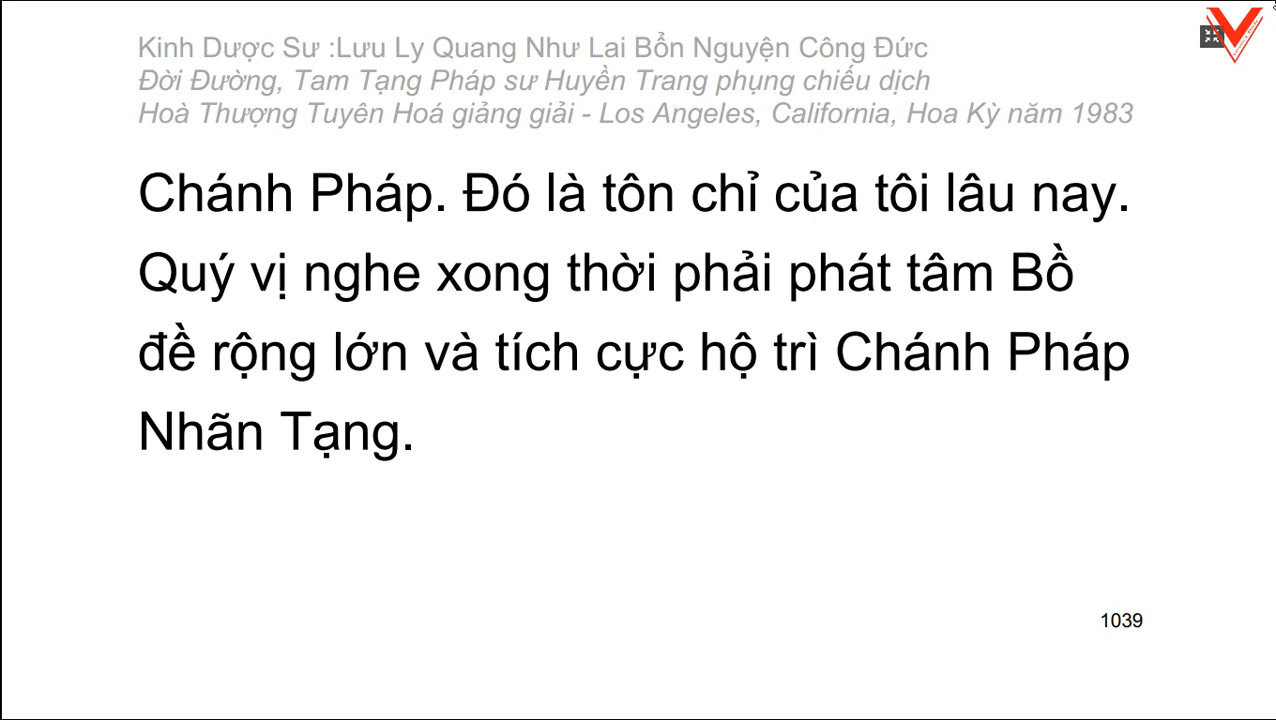 Kinh Dược Sư :Lưu Ly Quang Như Lai Bổn Nguyện Công Đức
Đời Đường, Tam Tạng Pháp sư Huyền Trang phụng chiếu dịch
Hoà Thượng Tuyên Hoá giảng giải - Los Angeles, California, Hoa Kỳ năm 1983
Chánh Pháp. Đó là tôn chỉ của tôi lâu nay.
Quý vị nghe xong thời phải phát tâm Bồ
đề rộng lớn và tích cực hộ trì Chánh Pháp
Nhãn Tạng.
1039